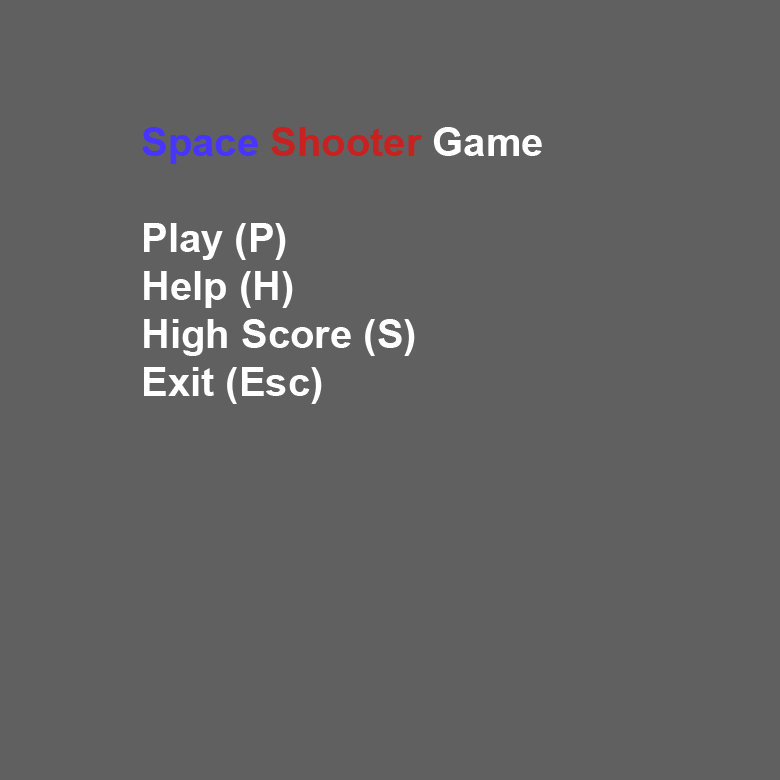 Space Shooter Game
Play (P)
Help (H)
High Score (S)
Exit (Esc)